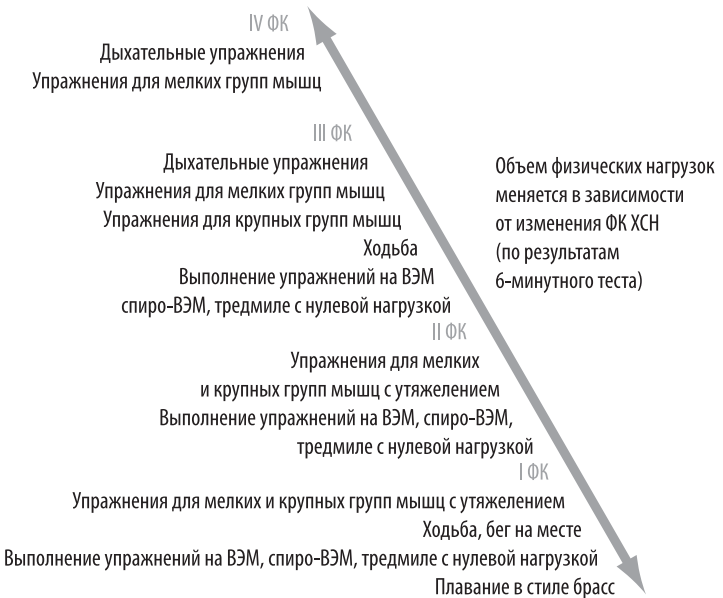 IV ФК
Дыхательные упражнения
Упражнения для мелких групп мышц
III ФК
Дыхательные упражнения
Упражнения для мелких групп мышц
Упражнения для крупных групп мышц
Ходьба
Выполнение упражнений на ВЭМ
спиро-ВЭМ, тредмиле с нулевой нагрузкой
Объем физических нагрузок
меняется в зависимости
от изменения ФК ХСН
(по результатам
6-минутного теста)
II ФК
Упражнения для мелких
и крупных групп мышц с утяжелением
Выполнение упражнений на ВЭМ, спиро-ВЭМ,
тредмиле с нулевой нагрузкой
I ФК
Упражнения для мелких и крупных групп мышц с утяжелением
Ходьба, бег на месте
Выполнение упражнений на ВЭМ, спиро-ВЭМ, тредмиле с нулевой нагрузкой
Плавание в стиле брасс